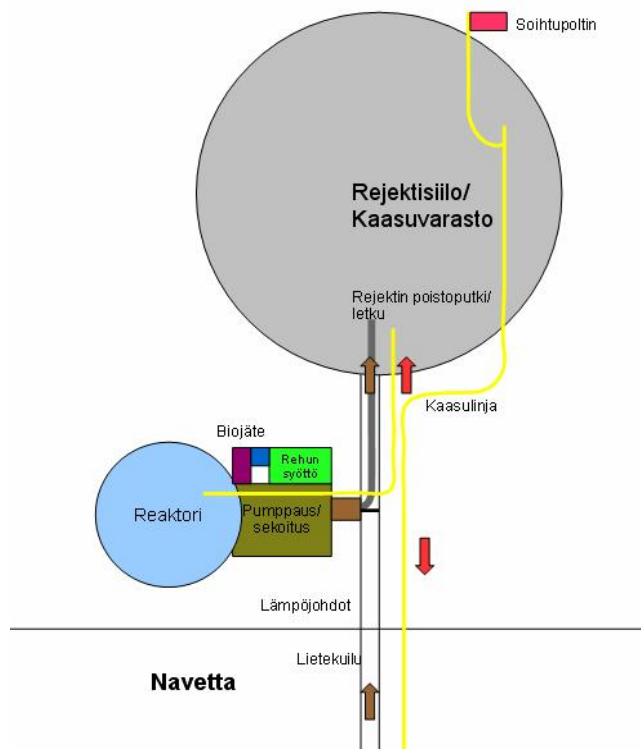 Soihtupoltin
Rejektisiilo/
Kaasuvarasto
Rejektin poistoputki/
letku
Kaasulinja
Biojäte
Rehun
syöttö
Reaktori
Pumppaus/
sekoitus
Lämpöjohdot
Lietekuilu
Navetta